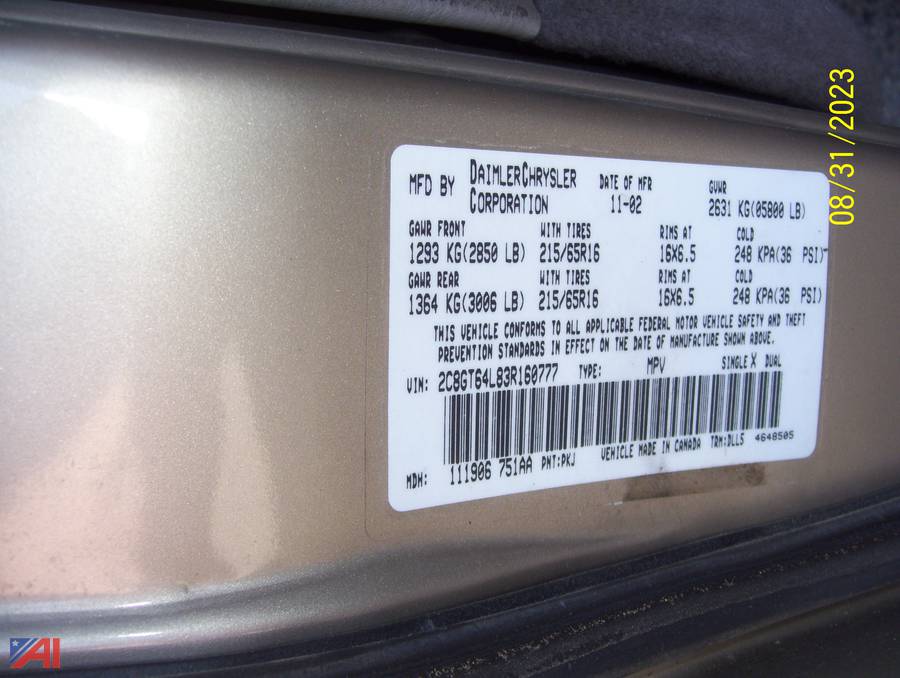 MFD BY DAIMLERCHRYSLER CORPORATION DATE OF MFR 11-02 GVWR 2631 KG(05800 LB)
GAWR FRONT WITH TIRES RIMS AT COLD
1293 KG(2850 LB) 215/65R16 16X6.5 248 KPA(36 PSI)
GAWR REAR WITH TIRES RIMS AT COLD
1364 KG(3006 LB) 215/65R16 16X6.5 248 KPA(36 PSI)
THIS VEHICLE CONFORMS TO ALL APPLICABLE FEDERAL MOTOR VEHICLE SAFETY AND THEFT
PREVENTION STANDARDS IN EFFECT ON THE DATE OF MANUFACTURE SHOWN ABOVE.
VIN: 2C8GT64L83R160777 TYPE: MPV SINGLE X DUAL
MDH: 111906 751AA PNT:PKJ VEHICLE MADE IN CANADA TRM:DLLS 4648505
08/31/2023
AI